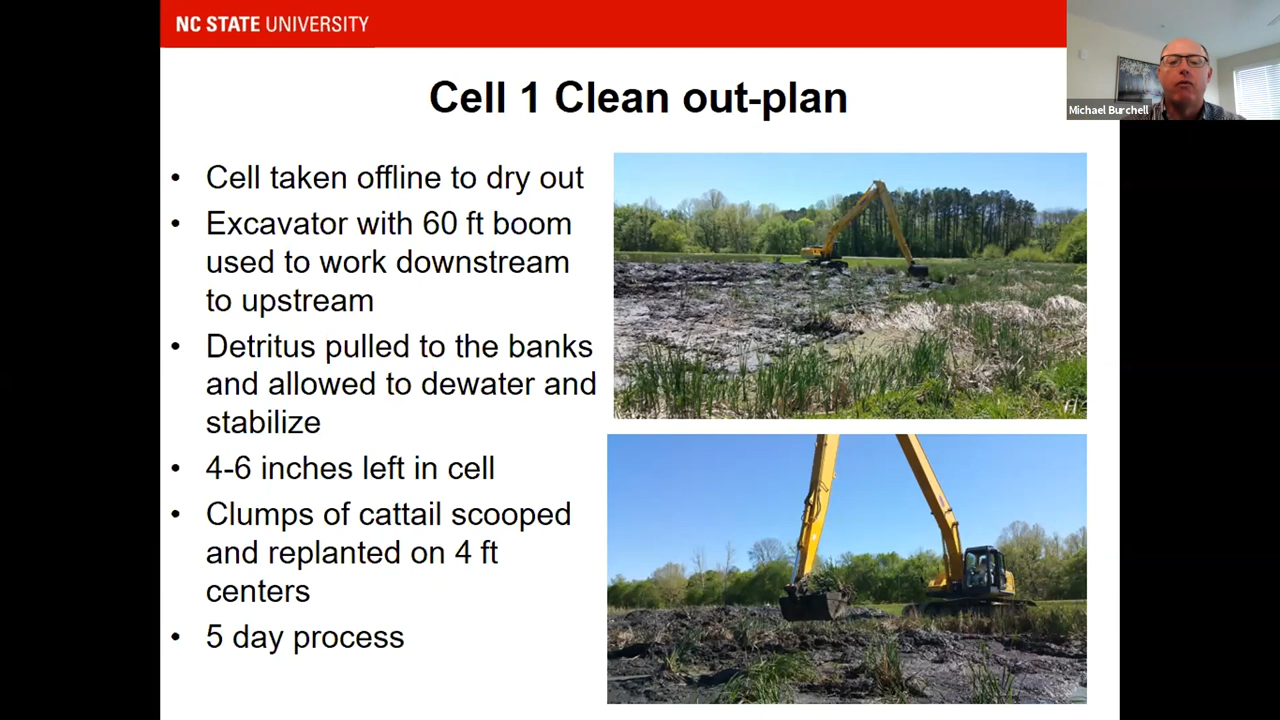 NC STATE UNIVERSITY
Michael Burchell
Cell 1 Clean out-plan
• Cell taken offline to dry out
• Excavator with 60 ft boom
used to work downstream
to upstream
• Detritus pulled to the banks
and allowed to dewater and
stabilize
• 4-6 inches left in cell
• Clumps of cattail scooped
and replanted on 4 ft
centers
• 5 day process